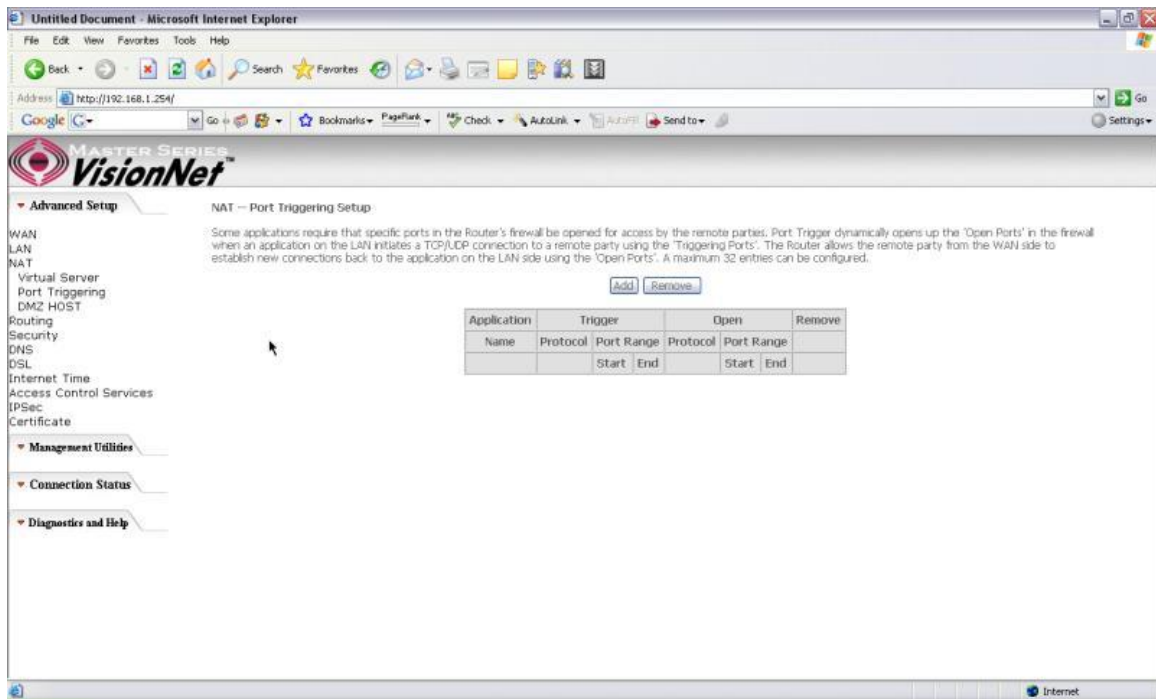 Untitled Document - Microsoft Internet Explorer
File Edit View Favorites Tools Help
Back Search Favorites
Address http://192.168.1.254/ Go
Google G Go Bookmarks PageRank Check AutoLink AutoFill Send to Settings
MASTER SERIES
VisionNet™
Advanced Setup
WAN
LAN
NAT
Virtual Server
Port Triggering
DMZ HOST
Routing
Security
DNS
DSL
Internet Time
Access Control Services
IPSec
Certificate
Management Utilities
Connection Status
Diagnostics and Help
NAT -- Port Triggering Setup
Some applications require that specific ports in the Router's firewall be opened for access by the remote parties. Port Trigger dynamically opens up the 'Open Ports' in the firewall
when an application on the LAN initiates a TCP/UDP connection to a remote party using the 'Triggering Ports'. The Router allows the remote party from the WAN side to
establish new connections back to the application on the LAN side using the 'Open Ports'. A maximum 32 entries can be configured.
Add Remove
Application Trigger Open Remove
Name Protocol Port Range Protocol Port Range
Start End Start End
Internet